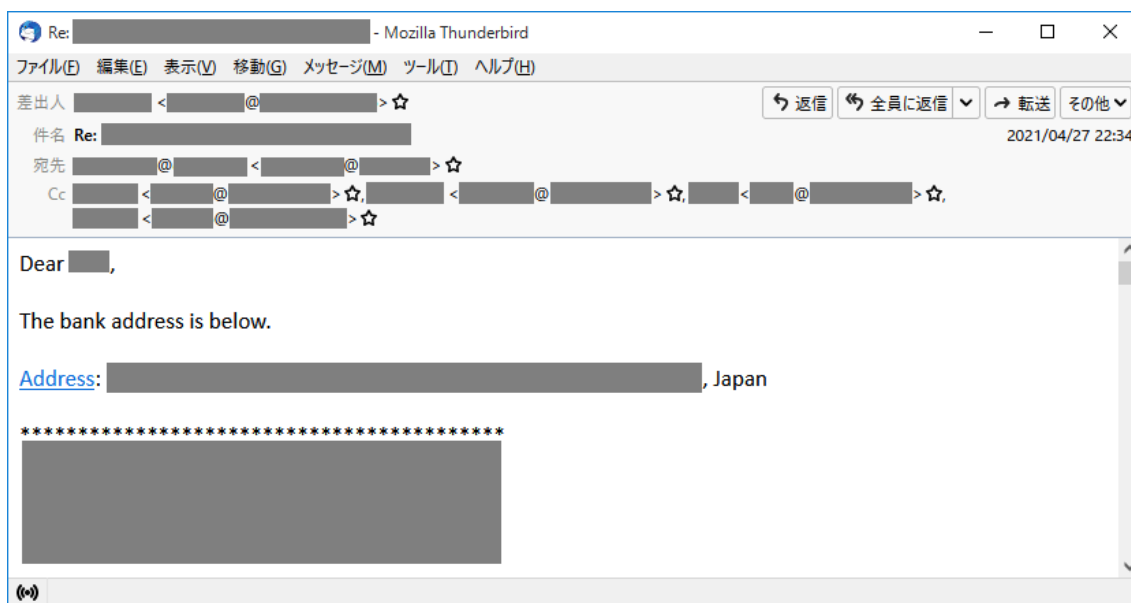 Re: - Mozilla Thunderbird
ファイル(F) 編集(E) 表示(V) 移動(G) メッセージ(M) ツール(T) ヘルプ(H)
差出人 < @ > ☆ 返信 全員に返信 転送 その他
件名 Re: 2021/04/27 22:34
宛先 @ < @ > ☆
Cc < @ > ☆, < @ > ☆, < @ > ☆,
< @ > ☆
Dear ,
The bank address is below.
Address: , Japan
******************************************